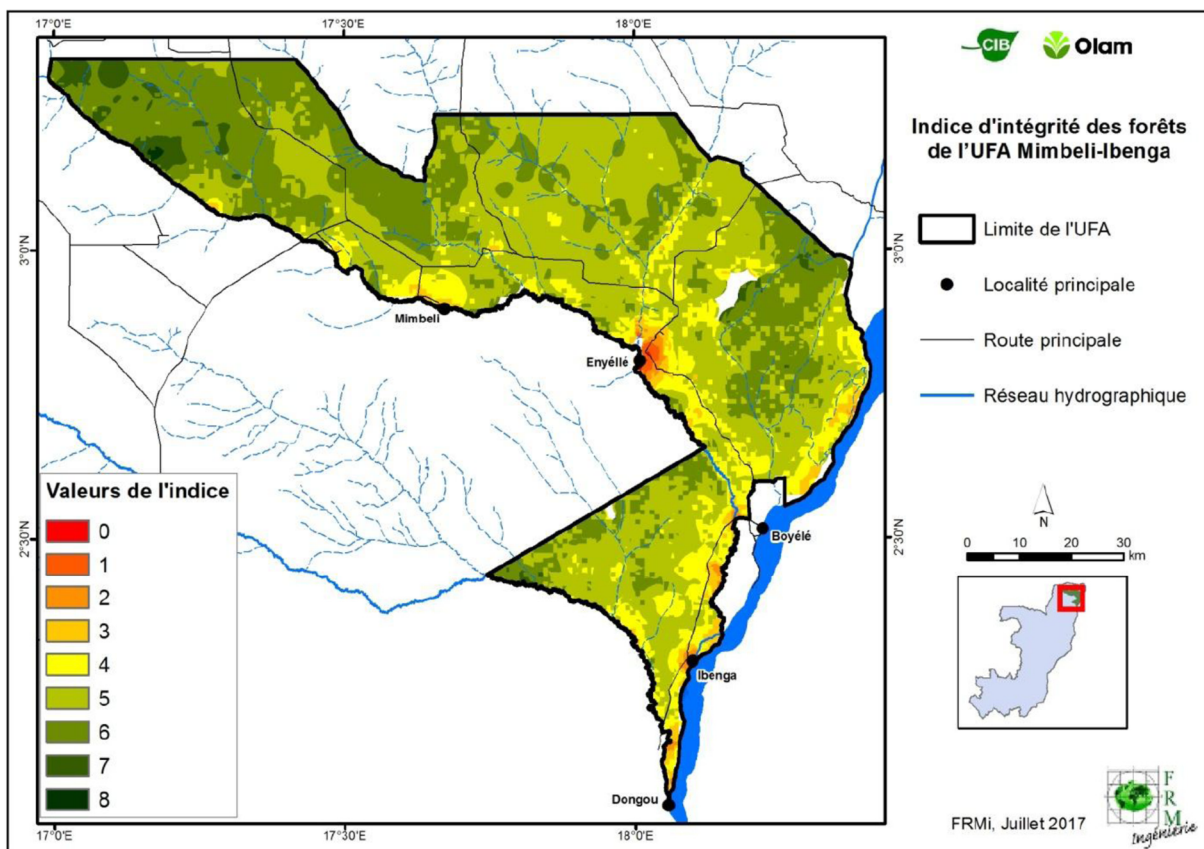 17°0'E 17°30'E 18°0'E
CIB Olam
Indice d'intégrité des forêts
de l'UFA Mimbeli-Ibenga
Limite de l'UFA
Localité principale
Route principale
Réseau hydrographique
3°0'N 3°0'N
Mimbeli
Enyéllé
Boyélé
Ibenga
Dongou
2°30'N 2°30'N
Valeurs de l'indice
0
1
2
3
4
5
6
7
8
N
0 10 20 30
km
FRMi, Juillet 2017
F
R
M
Ingénierie
17°0'E 17°30'E 18°0'E